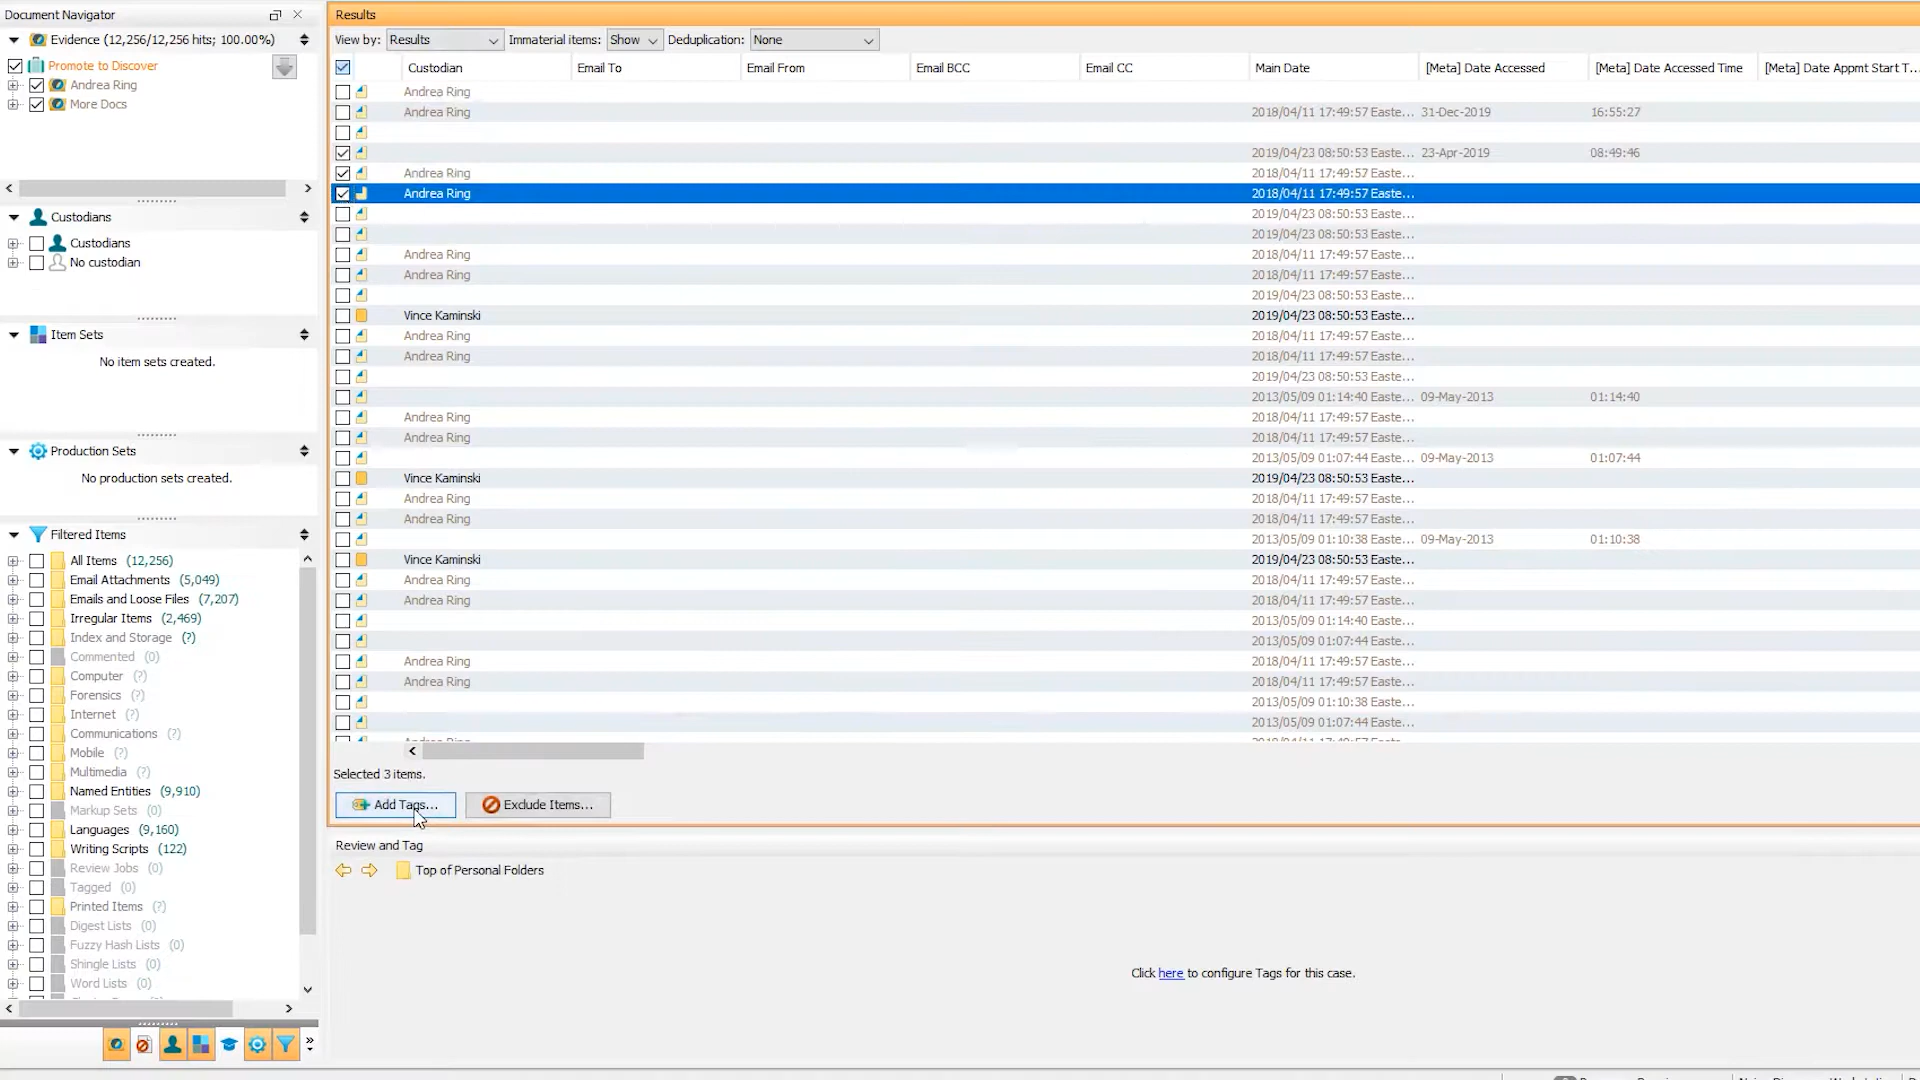 Document Navigator
Evidence (12,256/12,256 hits; 100.00%)
Promote to Discover
Andrea Ring
More Docs
Custodians
Custodians
No custodian
Item Sets
No item sets created.
Production Sets
No production sets created.
Filtered Items
All Items (12,256)
Email Attachments (5,049)
Emails and Loose Files (7,207)
Irregular Items (2,469)
Index and Storage (?)
Commented (0)
Computer (?)
Forensics (?)
Internet (?)
Communications (?)
Mobile (?)
Multimedia (?)
Named Entities (9,910)
Markup Sets (0)
Languages (9,160)
Writing Scripts (122)
Review Jobs (0)
Tagged (0)
Printed Items (?)
Digest Lists (0)
Fuzzy Hash Lists (0)
Shingle Lists (0)
Word Lists (0)
Results
View by: Results Immaterial items: Show Deduplication: None
Custodian Email To Email From Email BCC Email CC Main Date [Meta] Date Accessed [Meta] Date Accessed Time [Meta] Date Appmt Start T...
Andrea Ring
Andrea Ring 2018/04/11 17:49:57 Easte... 31-Dec-2019 16:55:27
2019/04/23 08:50:53 Easte... 23-Apr-2019 08:49:46
Andrea Ring 2018/04/11 17:49:57 Easte...
Andrea Ring 2018/04/11 17:49:57 Easte...
2019/04/23 08:50:53 Easte...
2019/04/23 08:50:53 Easte...
Andrea Ring 2018/04/11 17:49:57 Easte...
Andrea Ring 2018/04/11 17:49:57 Easte...
2019/04/23 08:50:53 Easte...
Vince Kaminski 2019/04/23 08:50:53 Easte...
Andrea Ring 2018/04/11 17:49:57 Easte...
Andrea Ring 2018/04/11 17:49:57 Easte...
2019/04/23 08:50:53 Easte...
2013/05/09 01:14:40 Easte... 09-May-2013 01:14:40
Andrea Ring 2018/04/11 17:49:57 Easte...
Andrea Ring 2018/04/11 17:49:57 Easte...
2013/05/09 01:07:44 Easte... 09-May-2013 01:07:44
Vince Kaminski 2019/04/23 08:50:53 Easte...
Andrea Ring 2018/04/11 17:49:57 Easte...
Andrea Ring 2018/04/11 17:49:57 Easte...
2013/05/09 01:10:38 Easte... 09-May-2013 01:10:38
Vince Kaminski 2019/04/23 08:50:53 Easte...
Andrea Ring 2018/04/11 17:49:57 Easte...
Andrea Ring 2018/04/11 17:49:57 Easte...
2013/05/09 01:14:40 Easte...
2013/05/09 01:07:44 Easte...
Andrea Ring 2018/04/11 17:49:57 Easte...
Andrea Ring 2018/04/11 17:49:57 Easte...
2013/05/09 01:10:38 Easte...
2013/05/09 01:07:44 Easte...
Selected 3 items.
Add Tags... Exclude Items...
Review and Tag
Top of Personal Folders
Click here to configure Tags for this case.